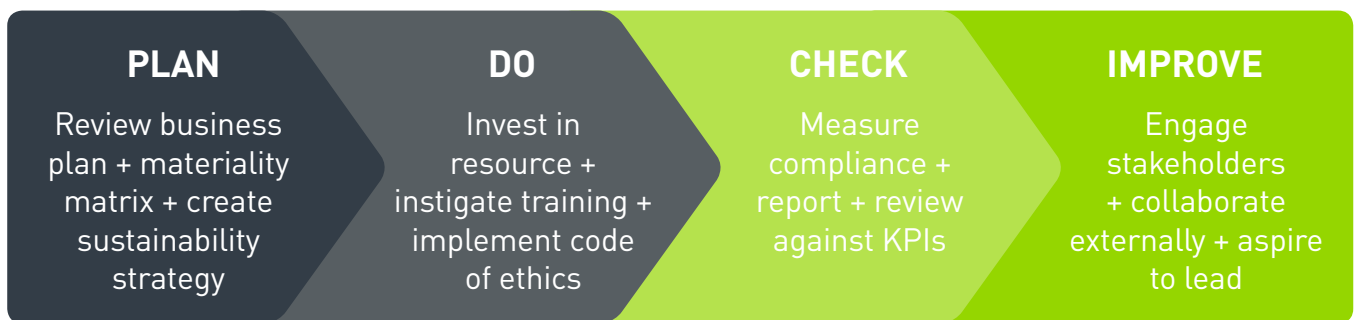 PLAN
Review business
plan + materiality
matrix + create
sustainability
strategy
DO
Invest in
resource +
instigate training +
implement code
of ethics
CHECK
Measure
compliance +
report + review
against KPIs
IMPROVE
Engage
stakeholders
+ collaborate
externally + aspire
to lead